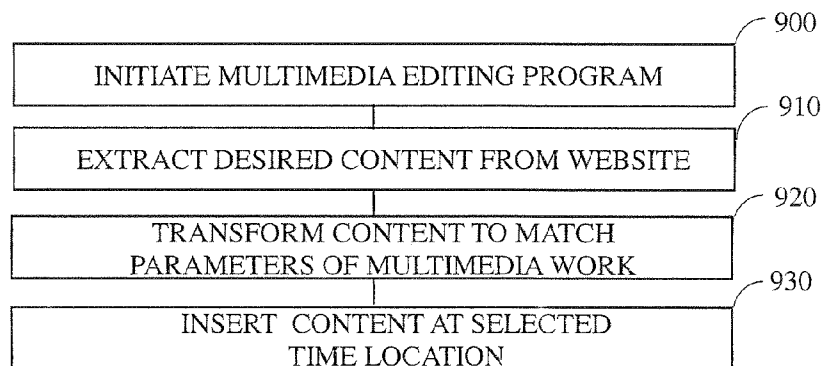 900
INITIATE MULTIMEDIA EDITING PROGRAM
910
EXTRACT DESIRED CONTENT FROM WEBSITE
920
TRANSFORM CONTENT TO MATCH
PARAMETERS OF MULTIMEDIA WORK
930
INSERT CONTENT AT SELECTED
TIME LOCATION